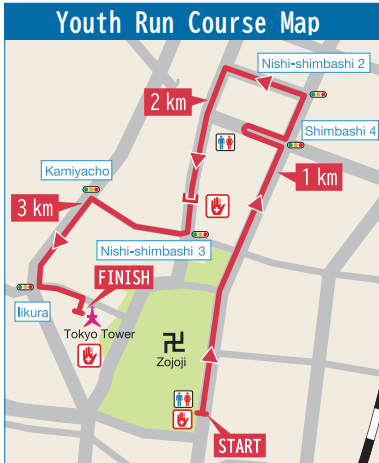 Youth Run Course Map
Nishi-shimbashi 2
2 km
Shimbashi 4
Kamiyacho
1 km
3 km
Nishi-shimbashi 3
FINISH
Iikura
Tokyo Tower
卍
Zojoji
START